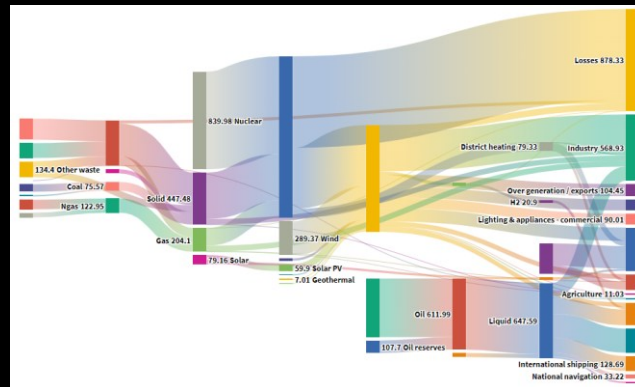 Losses 878.33
839.98 Nuclear
District heating 79.33
Industry 568.93
134.4 Other waste
Coal 75.57
Solid 447.48
Over generation / exports 104.45
H2 20.9
Ngas 122.95
Lighting & appliances - commercial 90.01
Gas 204.1
289.37 Wind
79.16 Solar
59.9 Solar PV
7.01 Geothermal
Agriculture 11.03
Oil 611.99
Liquid 647.59
107.7 Oil reserves
International shipping 128.69
National navigation 33.22